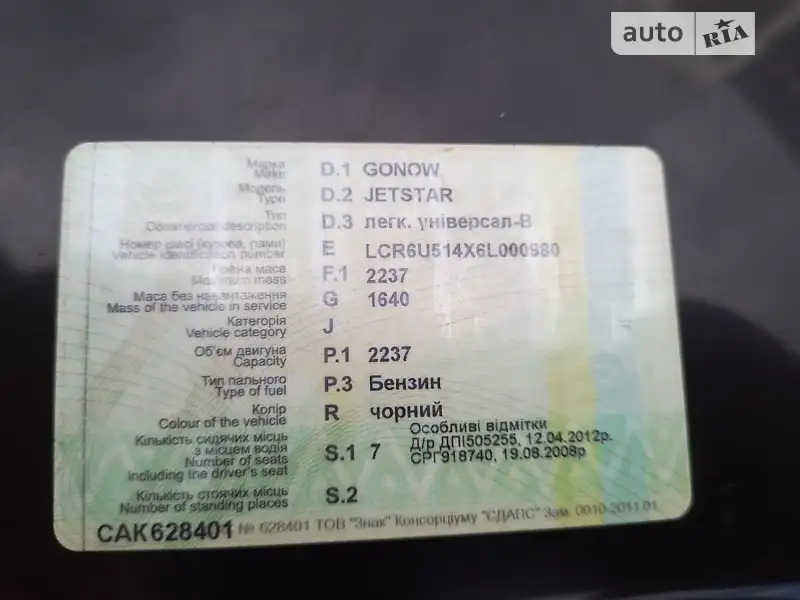 auto RIA
Марка
Make D.1 GONOW
Модель
Type D.2 JETSTAR
Тип
Commercial description D.3 легк. універсал-В
Номер шасі (кузова, рами)
Vehicle identification number E LCR6U514X6L000980
Повна маса
Maximum mass F.1 2237
Маса без навантаження
Mass of the vehicle in service G 1640
Категорія
Vehicle category J
Об'єм двигуна
Capacity P.1 2237
Тип пального
Type of fuel P.3 Бензин
Колір
Colour of the vehicle R чорний
Особливі відмітки
Д/р ДПІ505255, 12.04.2012р.
СРГ918740, 19.08.2008р
Кількість сидячих місць
з місцем водія
Number of seats
including the driver's seat S.1 7
Кількість стоячих місць
Number of standing places S.2
САК628401 № 628401 ТОВ "Знак" Консорціуму "ЄДАПС" Зам. 0010-2011 01